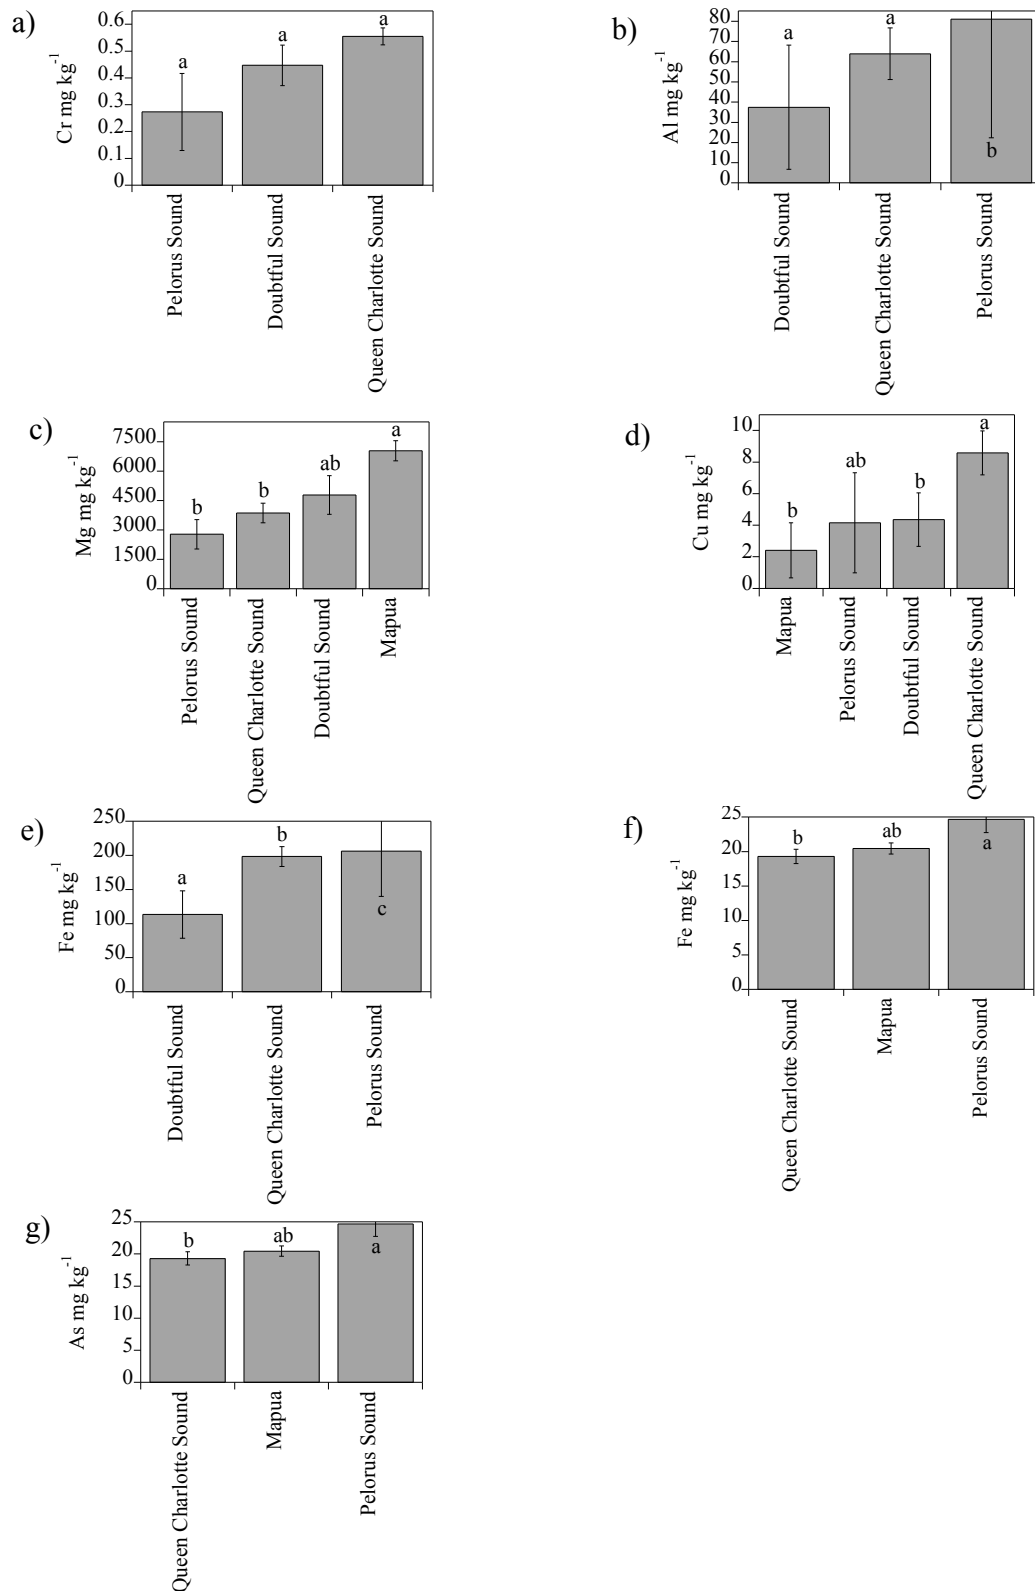 a)
Cr mg kg-1
0.6
0.5
0.4
0.3
0.2
0.1
0
a
a
a
Pelorus Sound
Doubtful Sound
Queen Charlotte Sound
b)
Al mg kg-1
80
70
60
50
40
30
20
10
0
a
a
b
Doubtful Sound
Queen Charlotte Sound
Pelorus Sound
c)
Mg mg kg-1
7500
6000
4500
3000
1500
0
b
b
ab
a
Pelorus Sound
Queen Charlotte Sound
Doubtful Sound
Mapua
d)
Cu mg kg-1
10
8
6
4
2
0
b
ab
b
a
Mapua
Pelorus Sound
Doubtful Sound
Queen Charlotte Sound
e)
Fe mg kg-1
250
200
150
100
50
0
a
b
c
Doubtful Sound
Queen Charlotte Sound
Pelorus Sound
f)
Fe mg kg-1
25
20
15
10
5
0
b
ab
a
Queen Charlotte Sound
Mapua
Pelorus Sound
g)
As mg kg-1
25
20
15
10
5
0
b
ab
a
Queen Charlotte Sound
Mapua
Pelorus Sound